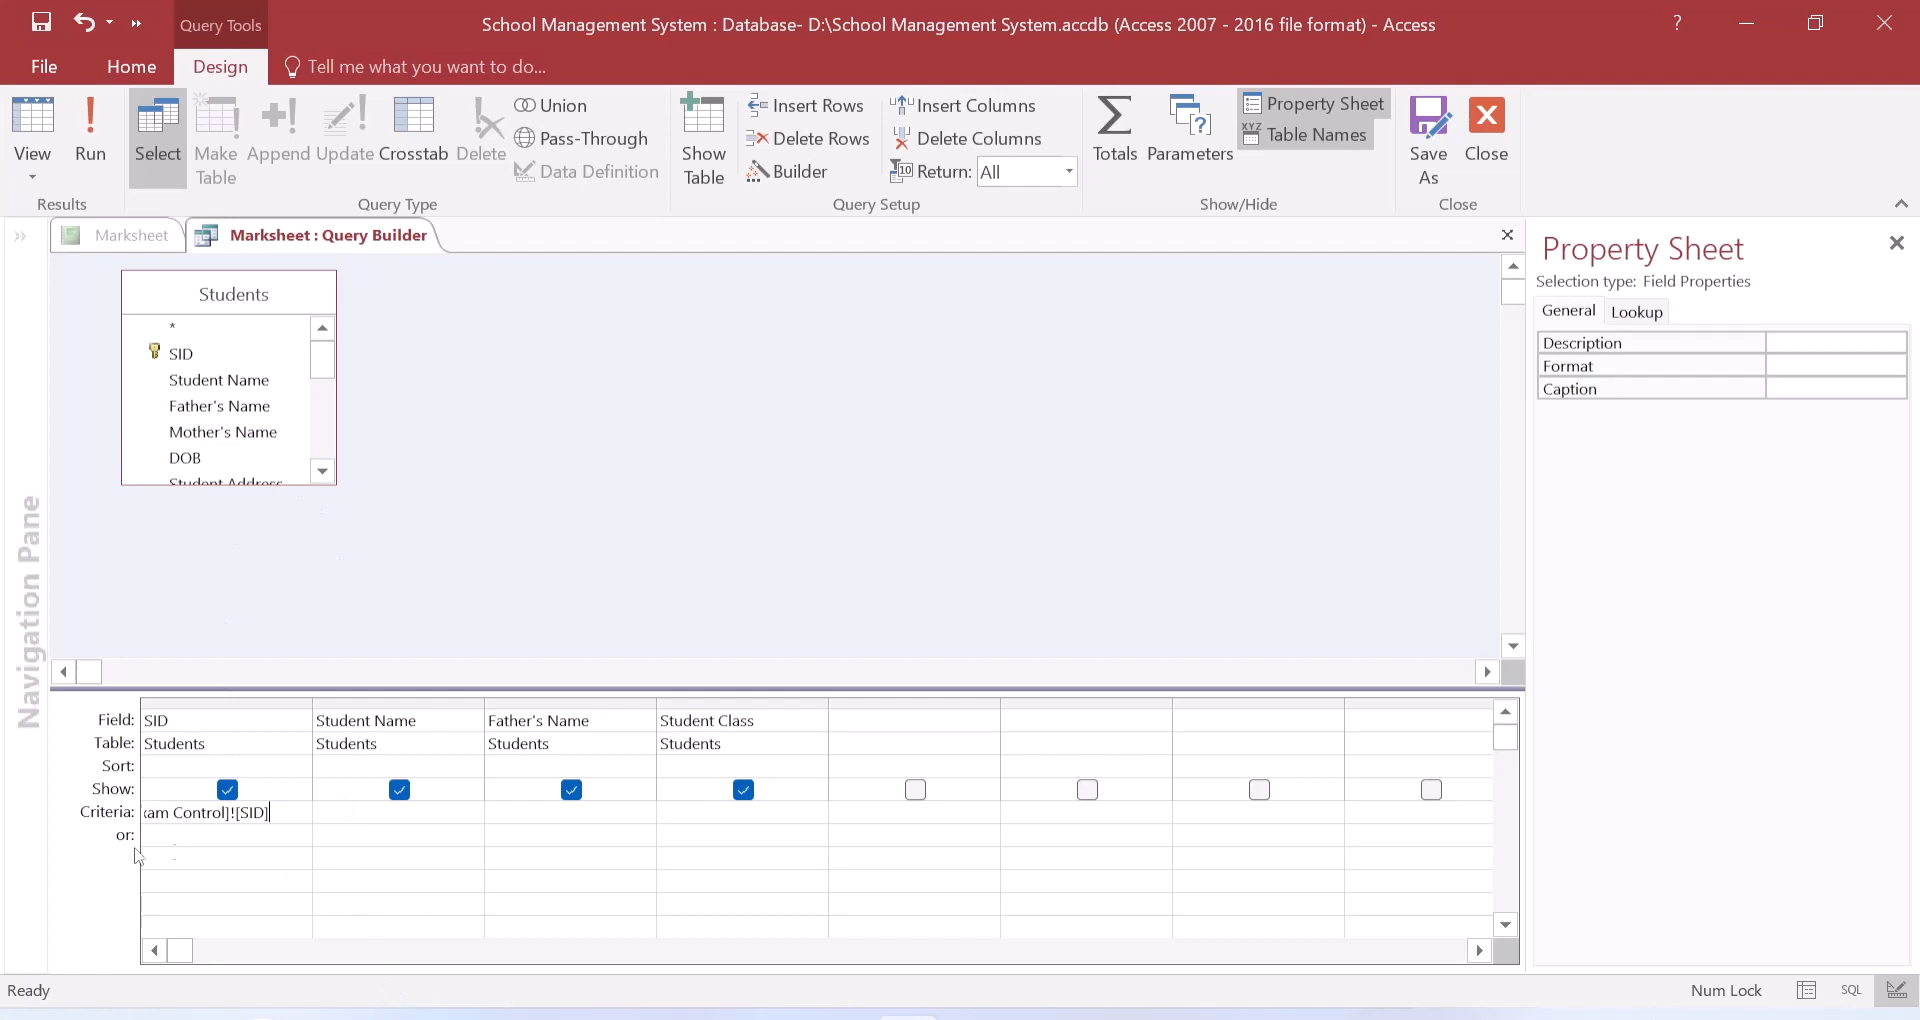 Query Tools
School Management System : Database- D:\School Management System.accdb (Access 2007 - 2016 file format) - Access
?
File
Home
Design
Tell me what you want to do...
View
Run
Select
Make Table
Append
Update
Crosstab
Delete
Union
Pass-Through
Data Definition
Show Table
Insert Rows
Delete Rows
Builder
Insert Columns
Delete Columns
Return: All
Totals
Parameters
Property Sheet
Table Names
Save As
Close
Results
Query Type
Query Setup
Show/Hide
Close
Marksheet
Marksheet : Query Builder
Navigation Pane
Students
*
SID
Student Name
Father's Name
Mother's Name
DOB
Student Address
Property Sheet
Selection type: Field Properties
General
Lookup
Description
Format
Caption
Field: SID Student Name Father's Name Student Class
Table: Students Students Students Students
Sort:
Show:
Criteria: xam Control]![SID]
or:
Ready
Num Lock
SQL